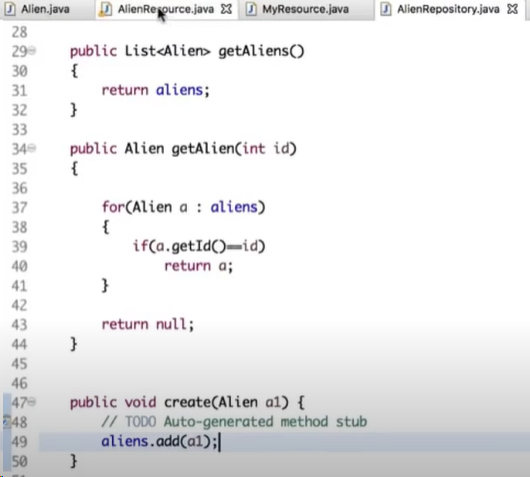 Alien.java AlienResource.java MyResource.java AlienRepository.java
28
29 public List<Alien> getAliens()
30 {
31 return aliens;
32 }
33
34 public Alien getAlien(int id)
35 {
36
37 for(Alien a : aliens)
38 {
39 if(a.getId()==id)
40 return a;
41 }
42
43 return null;
44 }
45
46
47 public void create(Alien a1) {
48 // TODO Auto-generated method stub
49 aliens.add(a1);
50 }